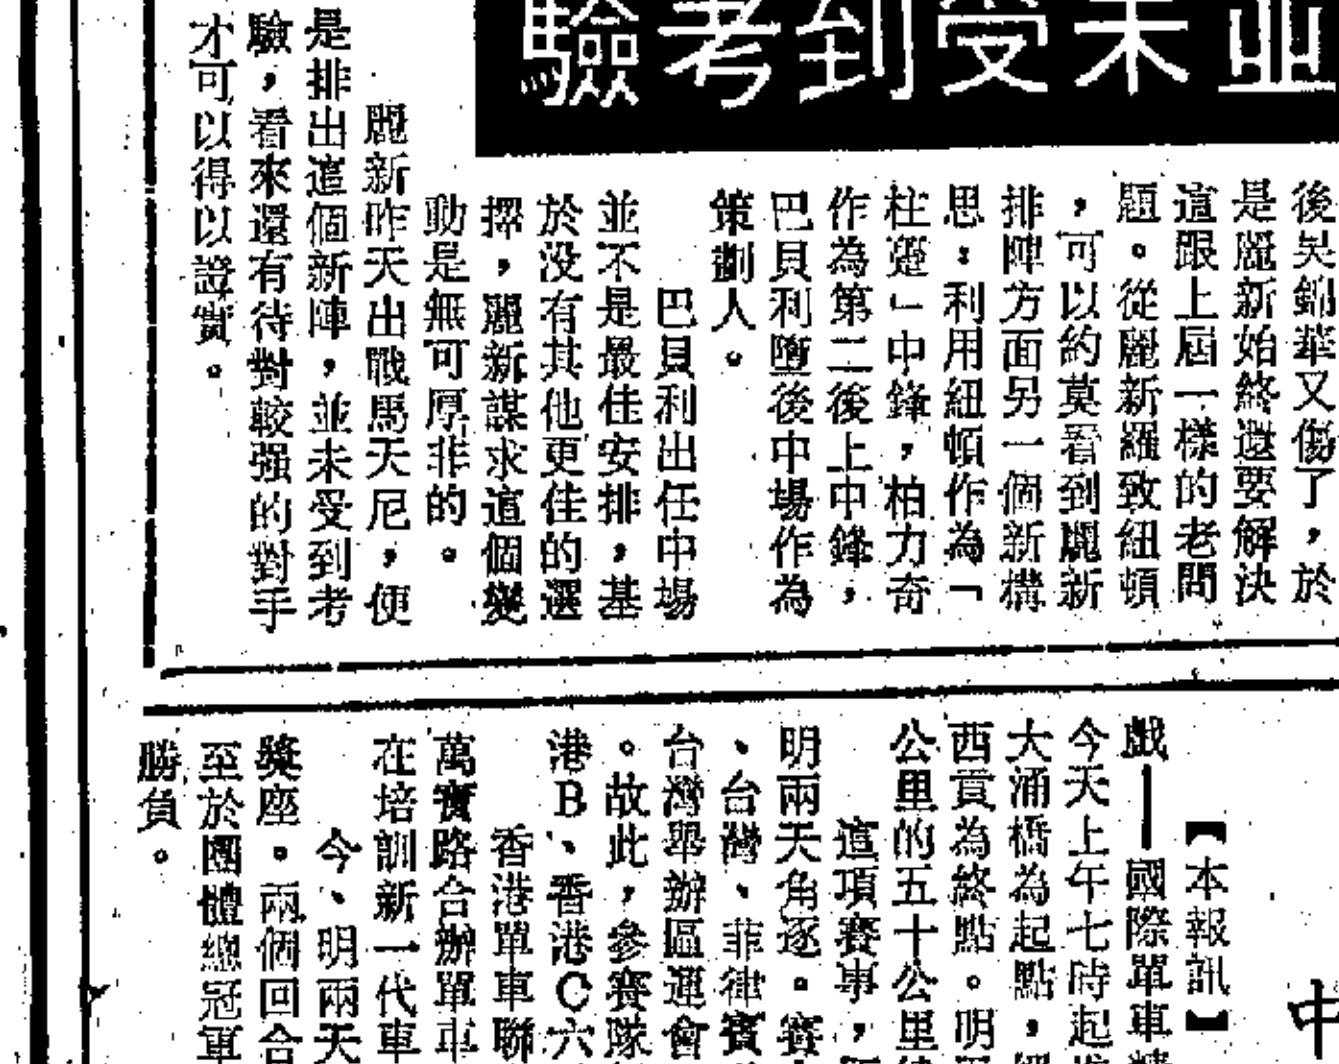 並未受到考驗
後吳錦華又傷了，於
是麗新始終還要解決
這跟上屆一樣的老問
題。從麗新羅致紐頓
，可以約莫看到麗新
排陣方面另一個新構
思：利用紐頓作為「
柱躉」中鋒，柏力奇
作為第二後上中鋒，
巴貝利墮後中場作為
策劃人。
巴貝利出任中場
並不是最佳安排，基
於没有其他更佳的選
擇，麗新謀求這個變
動是無可厚非的。
麗新昨天出戰馬天尼，便
是排出這個新陣，並未受到考
驗，看來還有待對較强的對手
才可以得以證實。
中
【本報訊】
國際單車
戲—
今天上午七時起
大涌橋為起點，
西貢為終點。明
公里的五十公里
這項賽事，
明兩天角逐。賽
、台灣、菲律賓
台灣舉辦區運會
。故此，參賽隊
港B、香港C六
香港單車聯
萬寶路合辦單車
在培訓新一代車
今、明兩天
獎座。兩個回合
至於團體總冠軍
勝負。